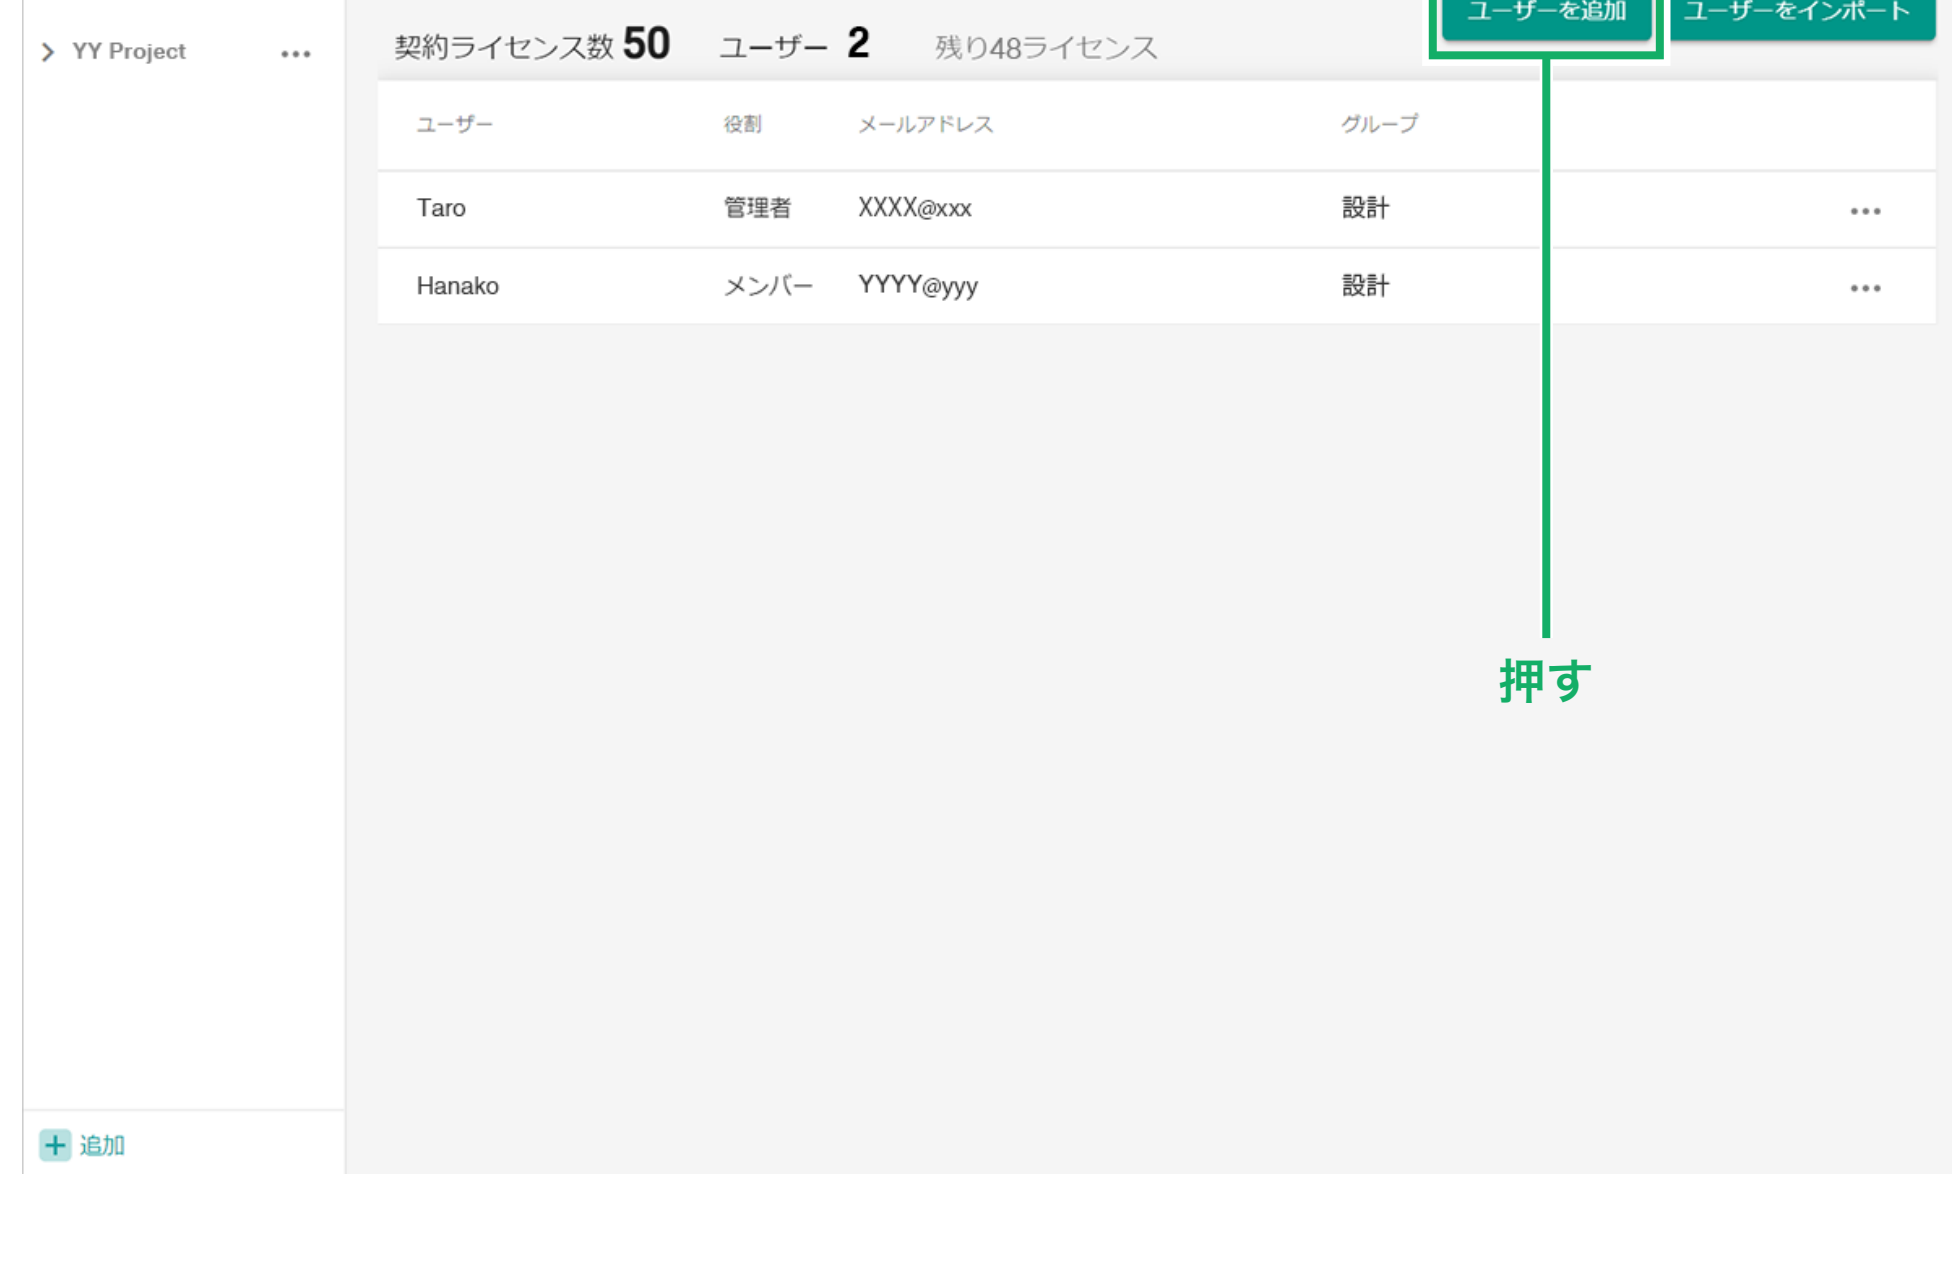 YY Project
契約ライセンス数 50 ユーザー 2 残り48ライセンス
ユーザーを追加
ユーザーをインポート
ユーザー 役割 メールアドレス グループ
Taro 管理者 XXXX@xxx 設計
Hanako メンバー YYYY@yyy 設計
押す
追加